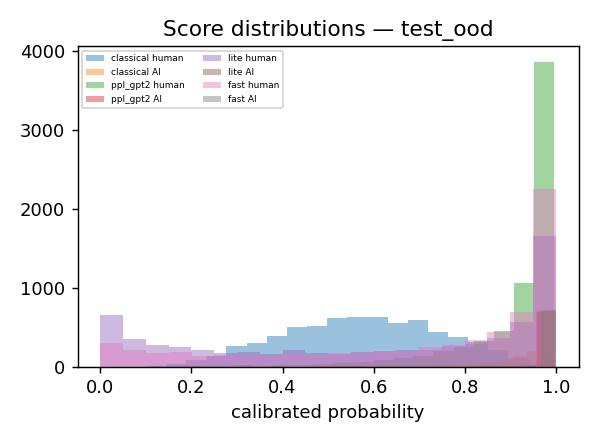 Score distributions — test_ood
4000
3000
2000
1000
0
classical human
classical AI
ppl_gpt2 human
ppl_gpt2 AI
lite human
lite AI
fast human
fast AI
0.0 0.2 0.4 0.6 0.8 1.0
calibrated probability